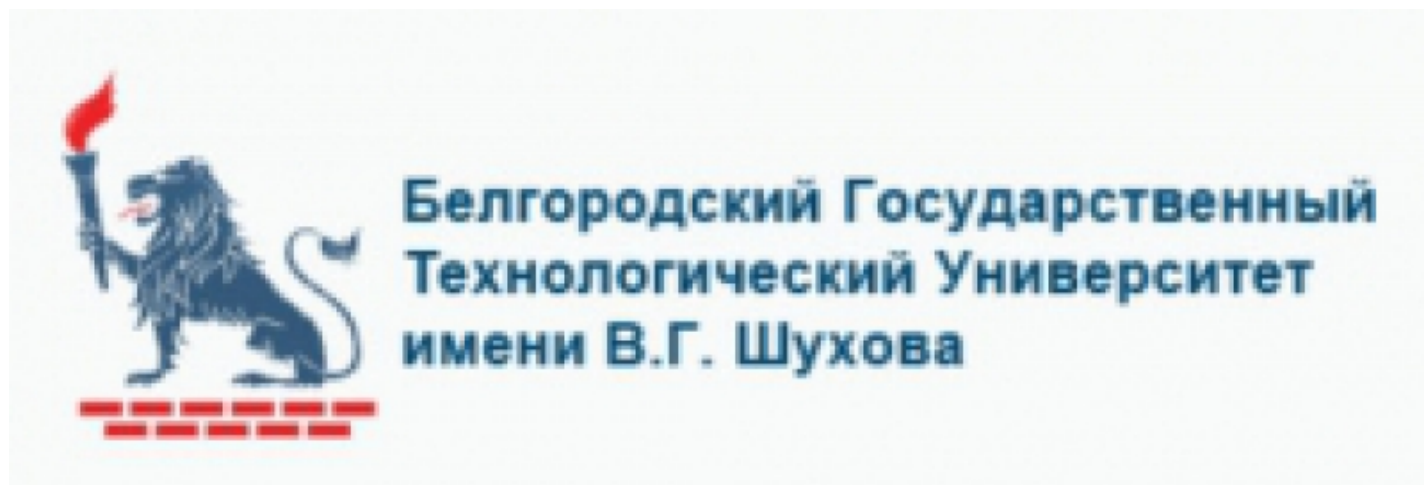 Белгородский Государственный
Технологический Университет
имени В.Г. Шухова